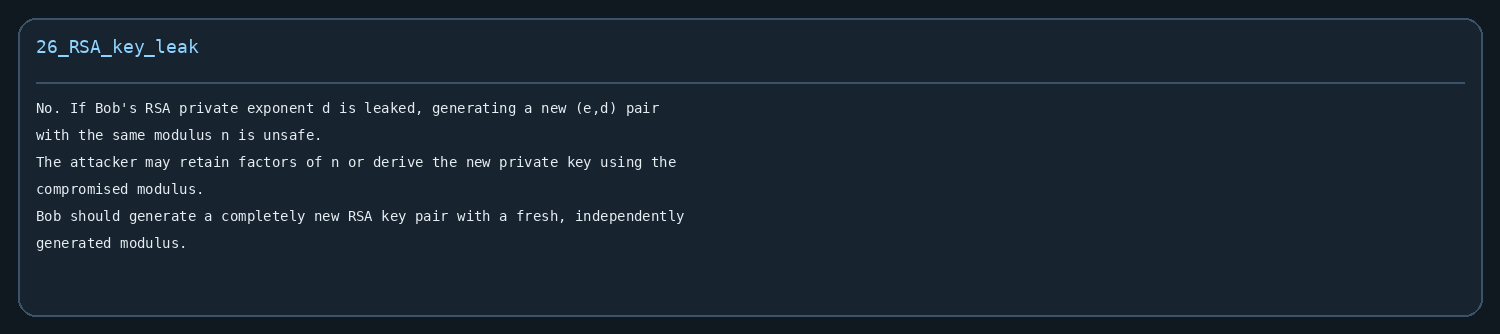 26_RSA_key_leak
No. If Bob's RSA private exponent d is leaked, generating a new (e,d) pair
with the same modulus n is unsafe.
The attacker may retain factors of n or derive the new private key using the
compromised modulus.
Bob should generate a completely new RSA key pair with a fresh, independently
generated modulus.